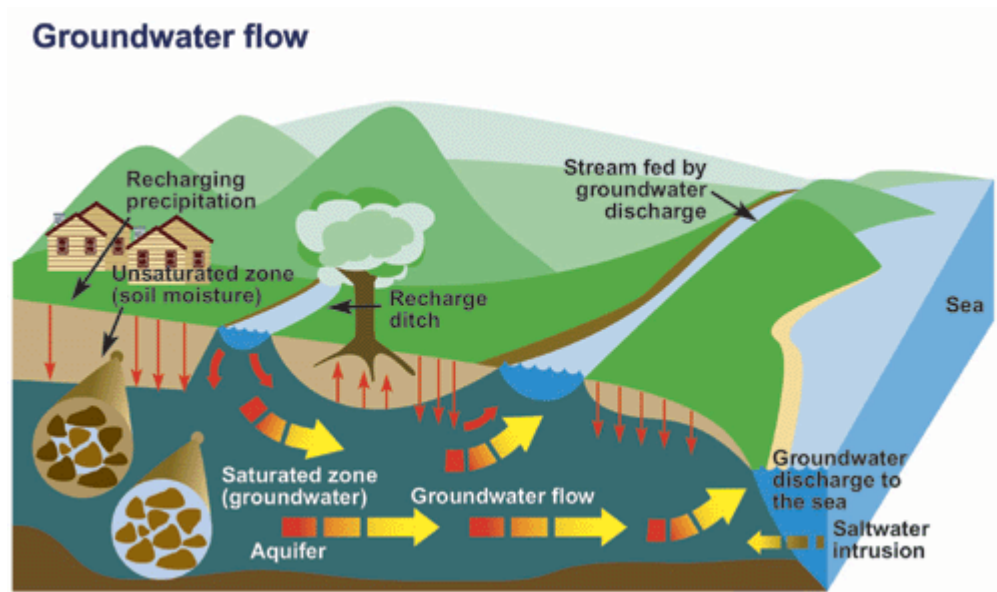 Groundwater flow
Recharging
precipitation
Unsaturated zone
(soil moisture)
Recharge
ditch
Stream fed by
groundwater
discharge
Sea
Saturated zone
(groundwater)
Groundwater flow
Aquifer
Groundwater
discharge to
the sea
Saltwater
intrusion